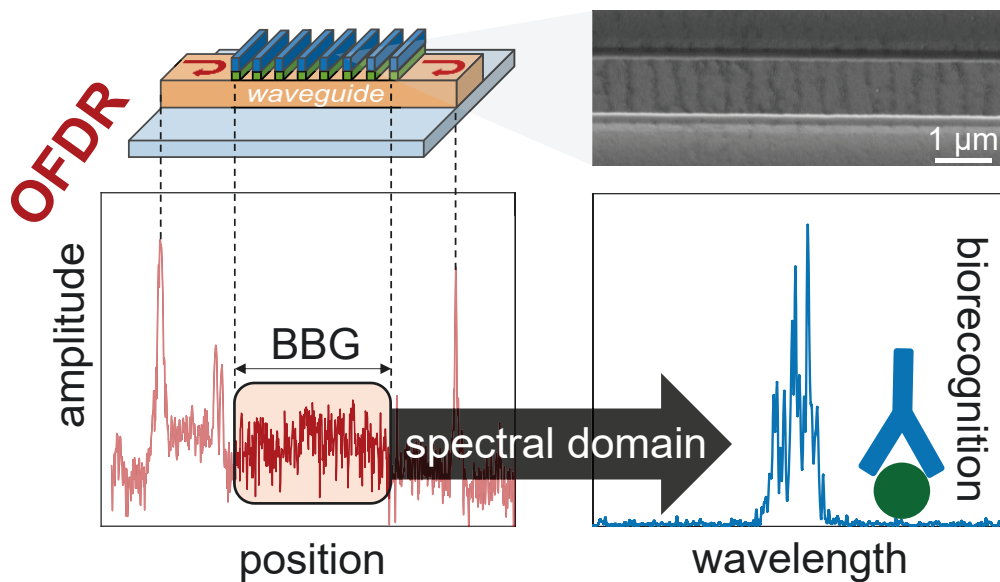 OFDR
waveguide
1 μm
amplitude
BBG
spectral domain
biorecognition
position
wavelength